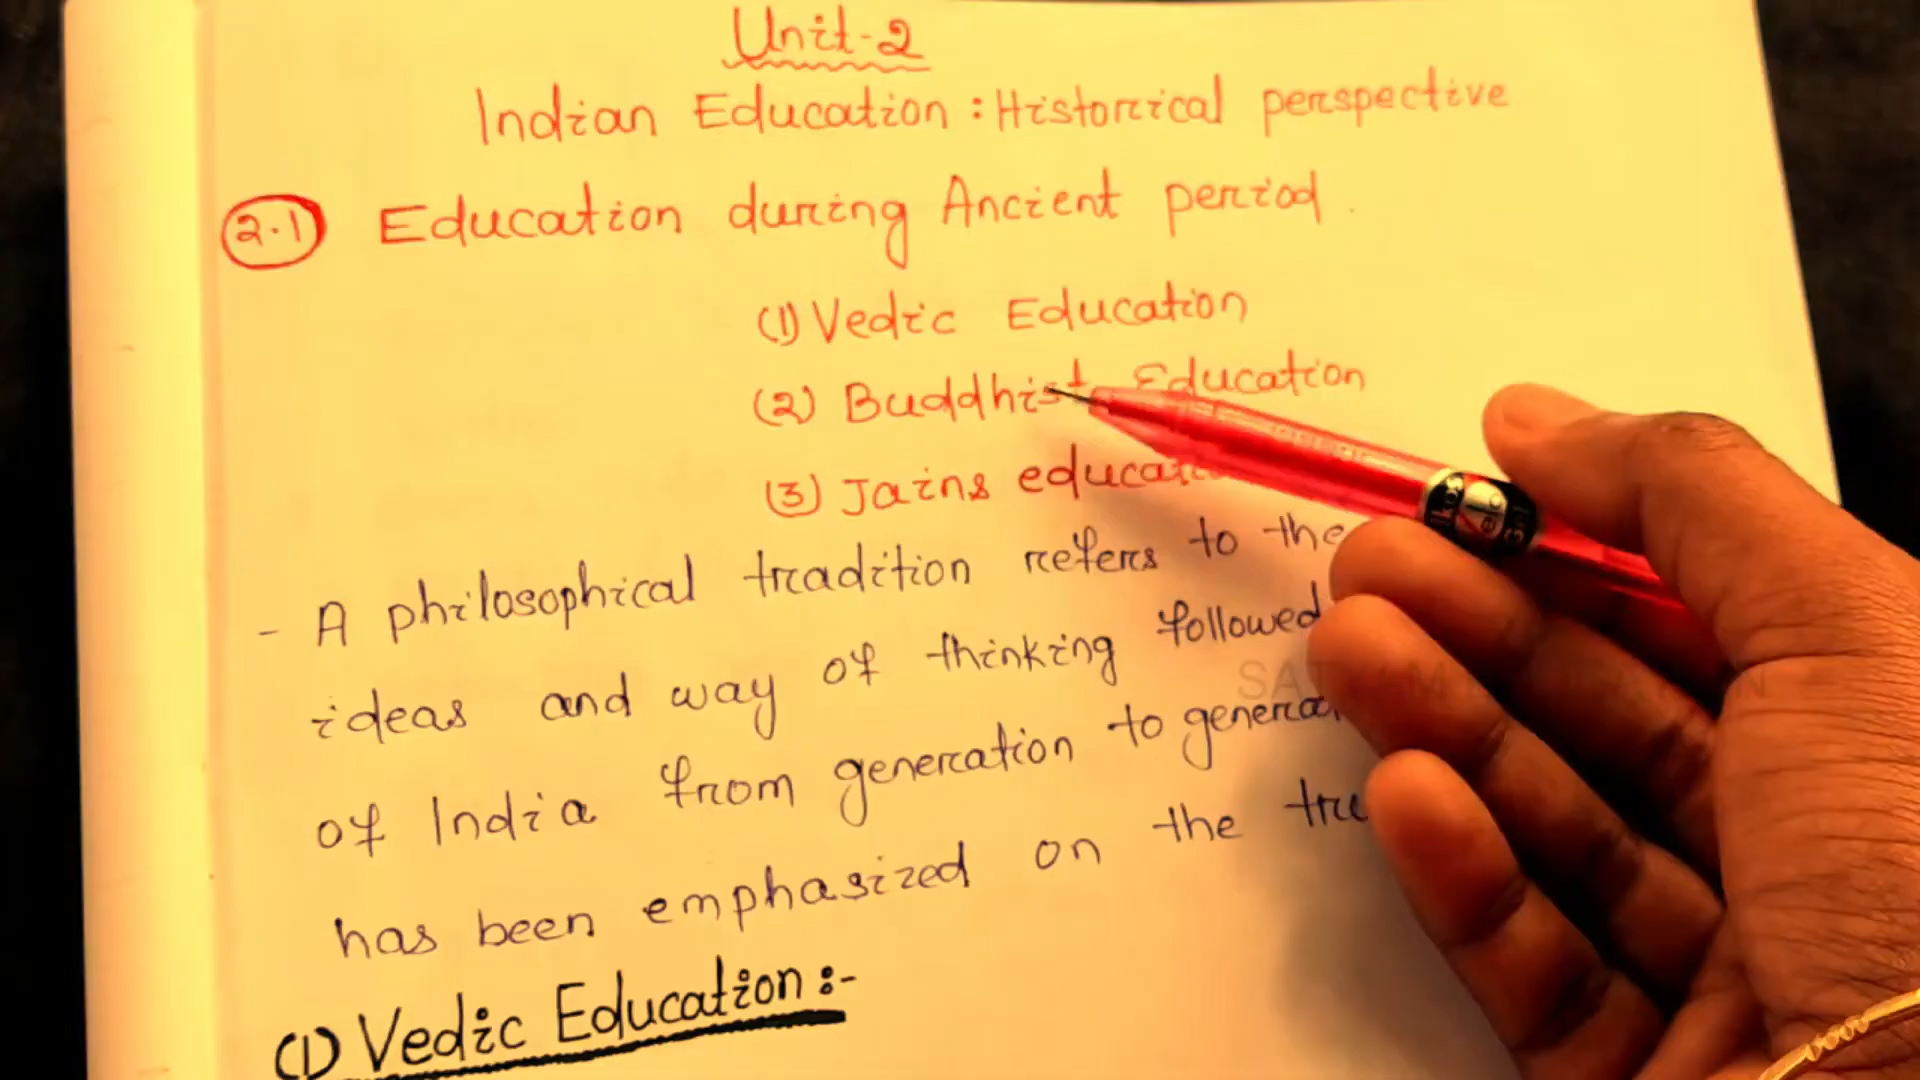 Unit-2
Indian Education : Historical perspective
2.1 Education during Ancient period.
(1) Vedic Education
(2) Buddhist Education
(3) Jains
- A philosophical tradition refers to the
ideas and way of thinking followed
of India from generation to
has been emphasized on the
(1) Vedic Education :-